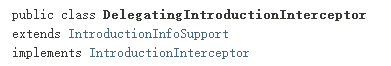 public class DelegatingIntroductionInterceptor
extends IntroductionInfoSupport
implements IntroductionInterceptor